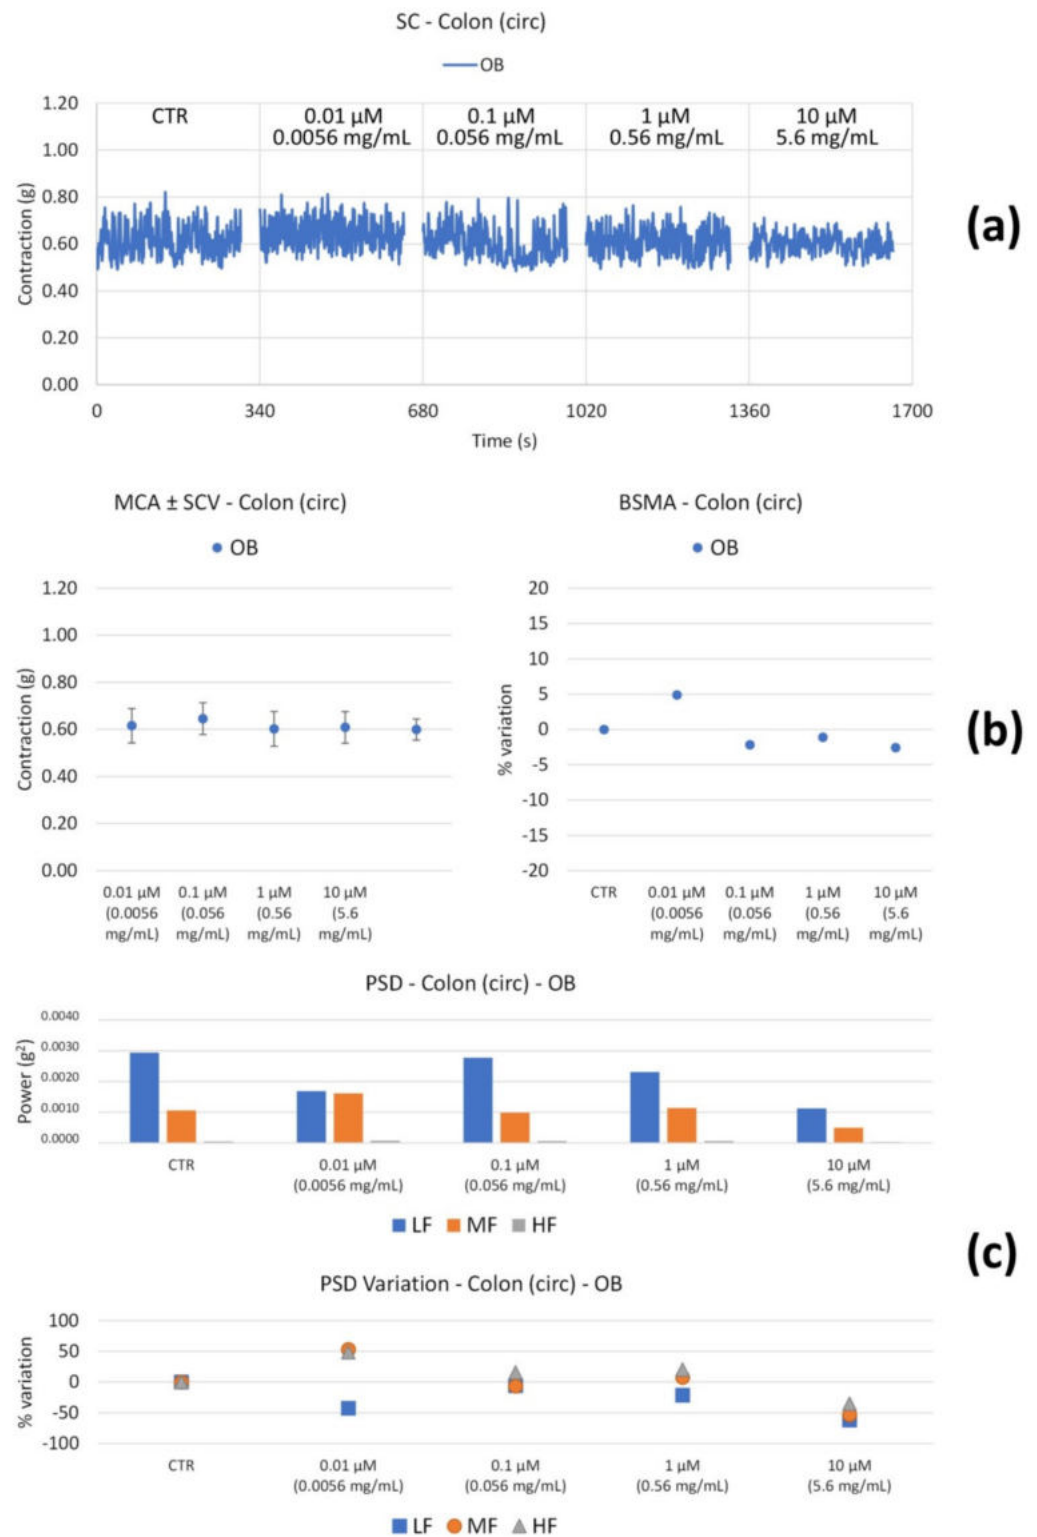 SC - Colon (circ)
OB
1.20
1.00
0.80
0.60
0.40
0.20
0.00
Contraction (g)
CTR
0.01 µM
0.0056 mg/mL
0.1 µM
0.056 mg/mL
1 µM
0.56 mg/mL
10 µM
5.6 mg/mL
0 340 680 1020 1360 1700
Time (s)
(a)
MCA ± SCV - Colon (circ)
OB
1.20
1.00
0.80
0.60
0.40
0.20
0.00
Contraction (g)
0.01 µM
(0.0056
mg/mL)
0.1 µM
(0.056
mg/mL)
1 µM
(0.56
mg/mL)
10 µM
(5.6
mg/mL)
BSMA - Colon (circ)
OB
20
15
10
5
0
-5
-10
-15
-20
% variation
CTR
0.01 µM
(0.0056
mg/mL)
0.1 µM
(0.056
mg/mL)
1 µM
(0.56
mg/mL)
10 µM
(5.6
mg/mL)
(b)
PSD - Colon (circ) - OB
0.0040
0.0030
0.0020
0.0010
0.0000
Power (g²)
CTR
0.01 µM
(0.0056 mg/mL)
0.1 µM
(0.056 mg/mL)
1 µM
(0.56 mg/mL)
10 µM
(5.6 mg/mL)
LF MF HF
(c)
PSD Variation - Colon (circ) - OB
100
50
0
-50
-100
% variation
CTR
0.01 µM
(0.0056 mg/mL)
0.1 µM
(0.056 mg/mL)
1 µM
(0.56 mg/mL)
10 µM
(5.6 mg/mL)
LF MF HF